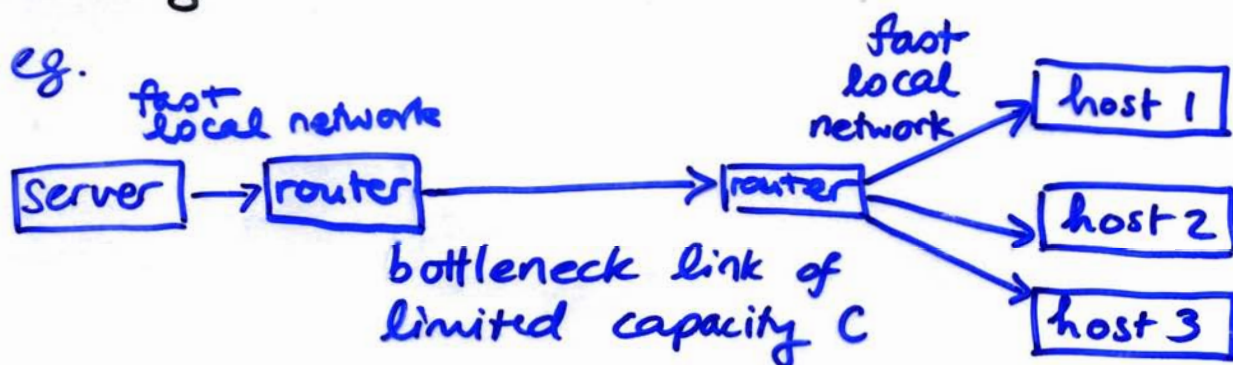 eg.
fast
local network
server
router
bottleneck link of
limited capacity C
router
fast
local
network
host 1
host 2
host 3